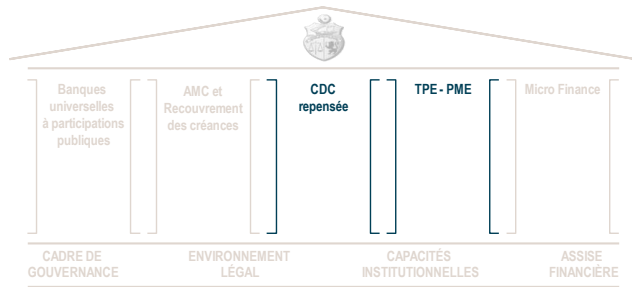 Banques
universelles
à participations
publiques
AMC et
Recouvrement
des créances
CDC
repensée
TPE - PME
Micro Finance
CADRE DE
GOUVERNANCE
ENVIRONNEMENT
LÉGAL
CAPACITÉS
INSTITUTIONNELLES
ASSISE
FINANCIÈRE